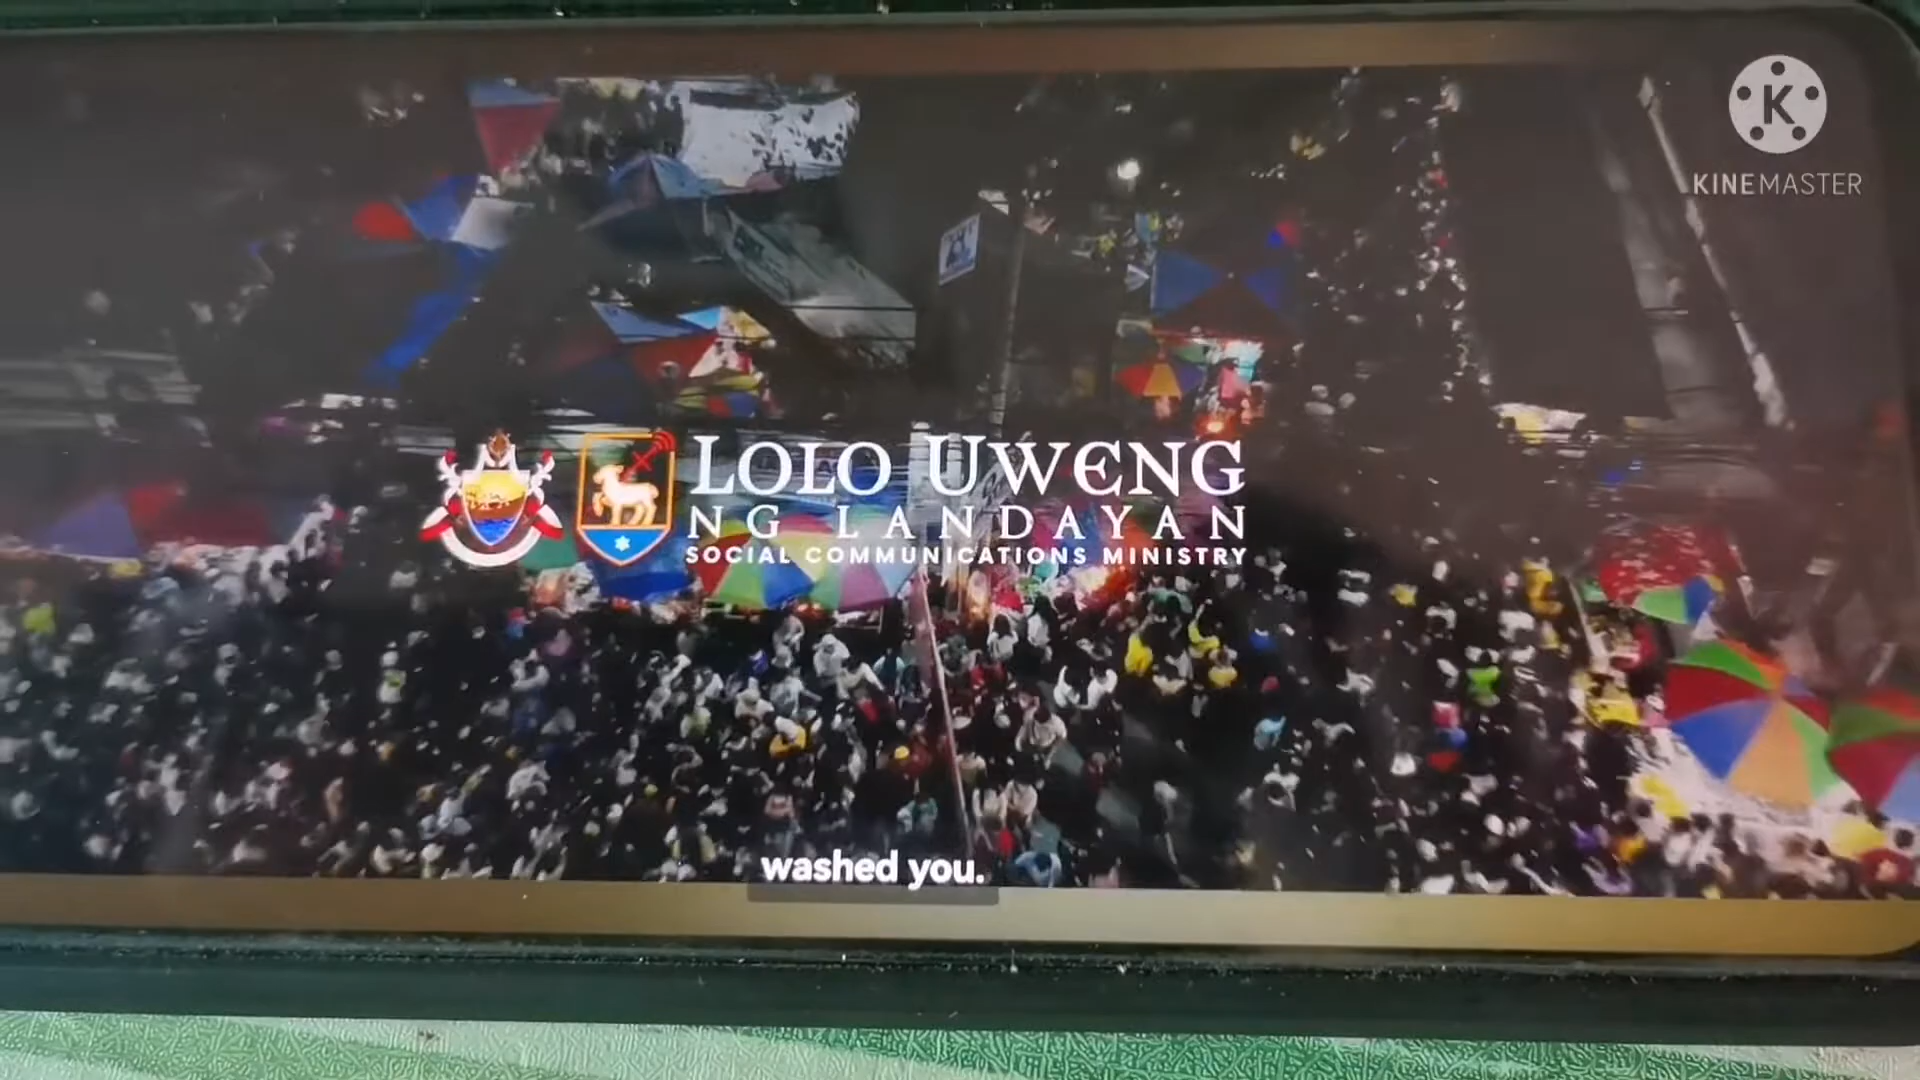 K
KINEMASTER
LOLO UWENG
NG LANDAYAN
SOCIAL COMMUNICATIONS MINISTRY
washed you.